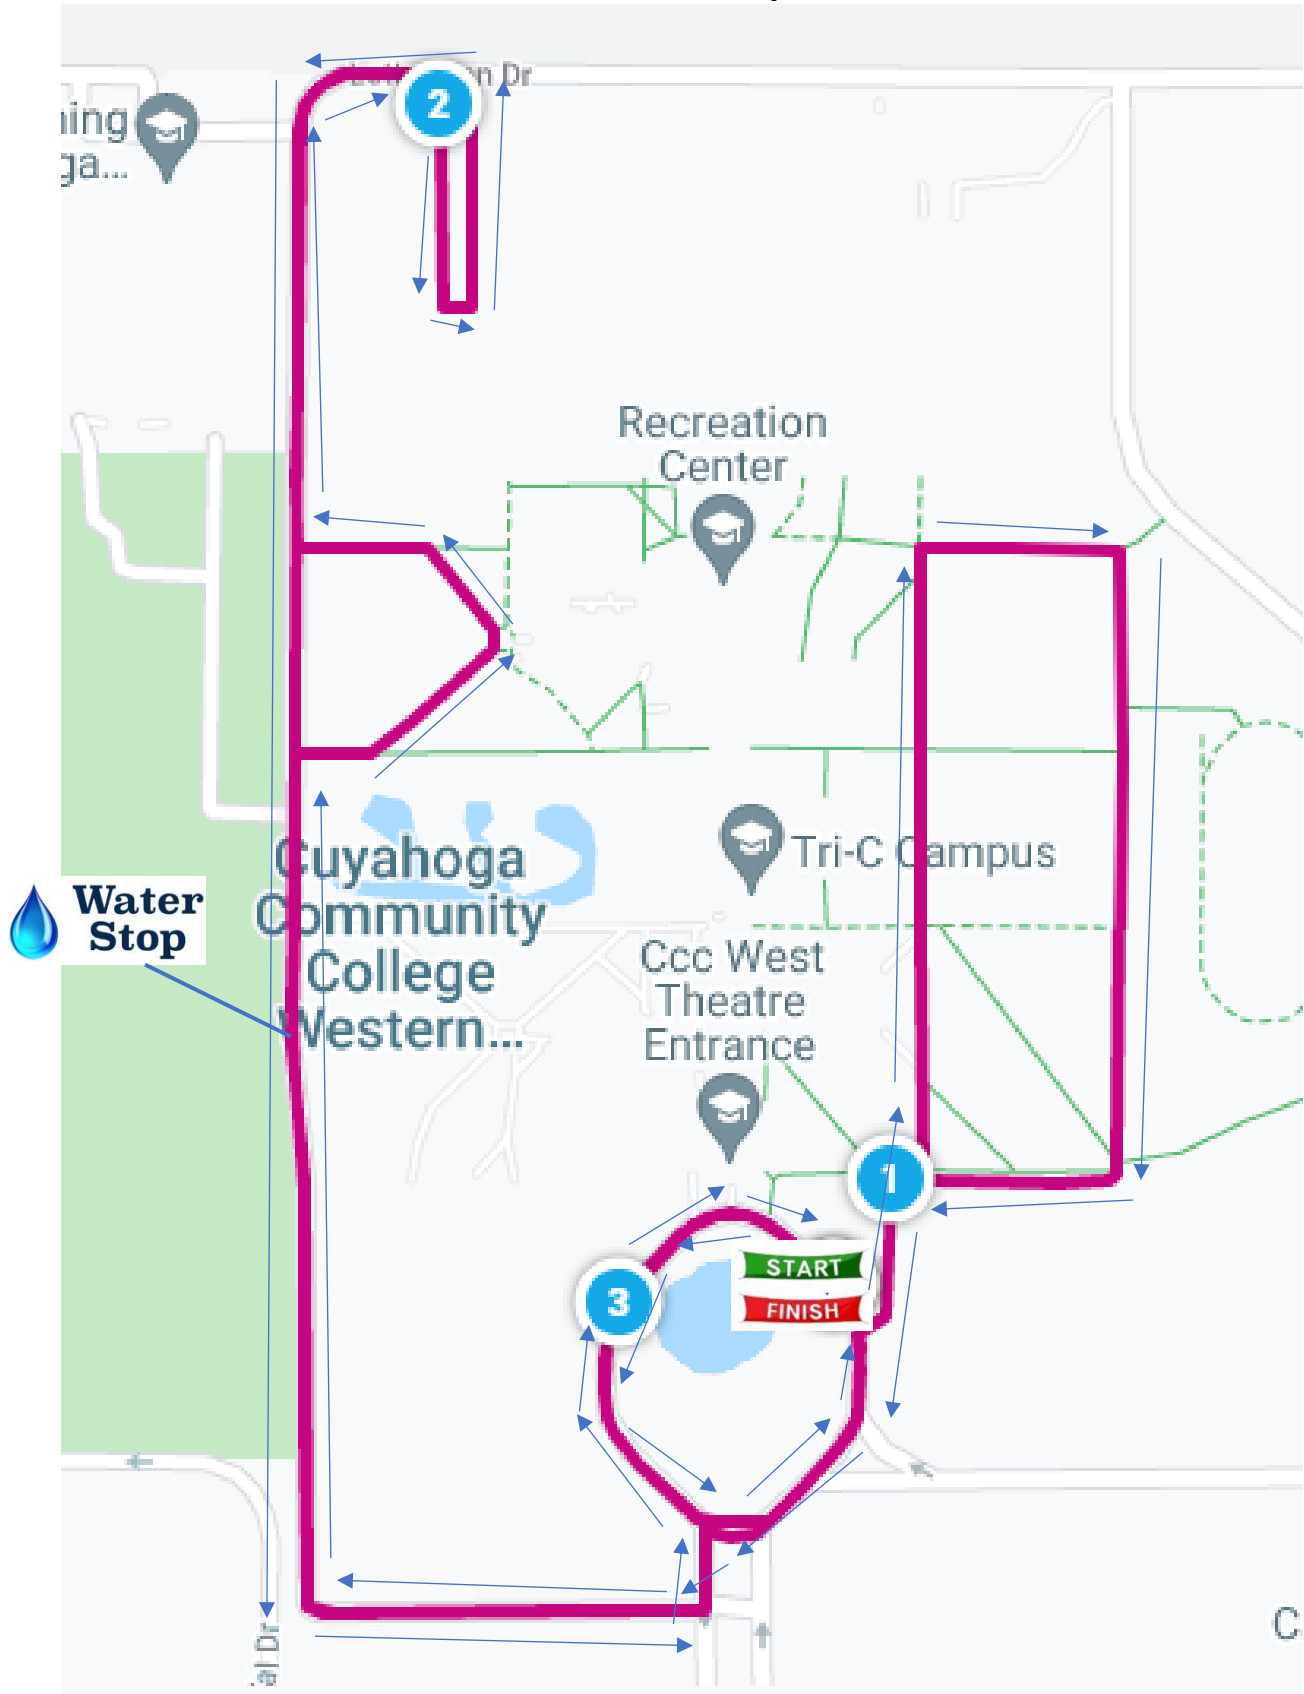 n Dr
2
ning
ga...
Recreation
Center
Water
Stop
Cuyahoga
Community
College
Western...
Tri-C Campus
Ccc West
Theatre
Entrance
1
START
FINISH
3
al Dr
C